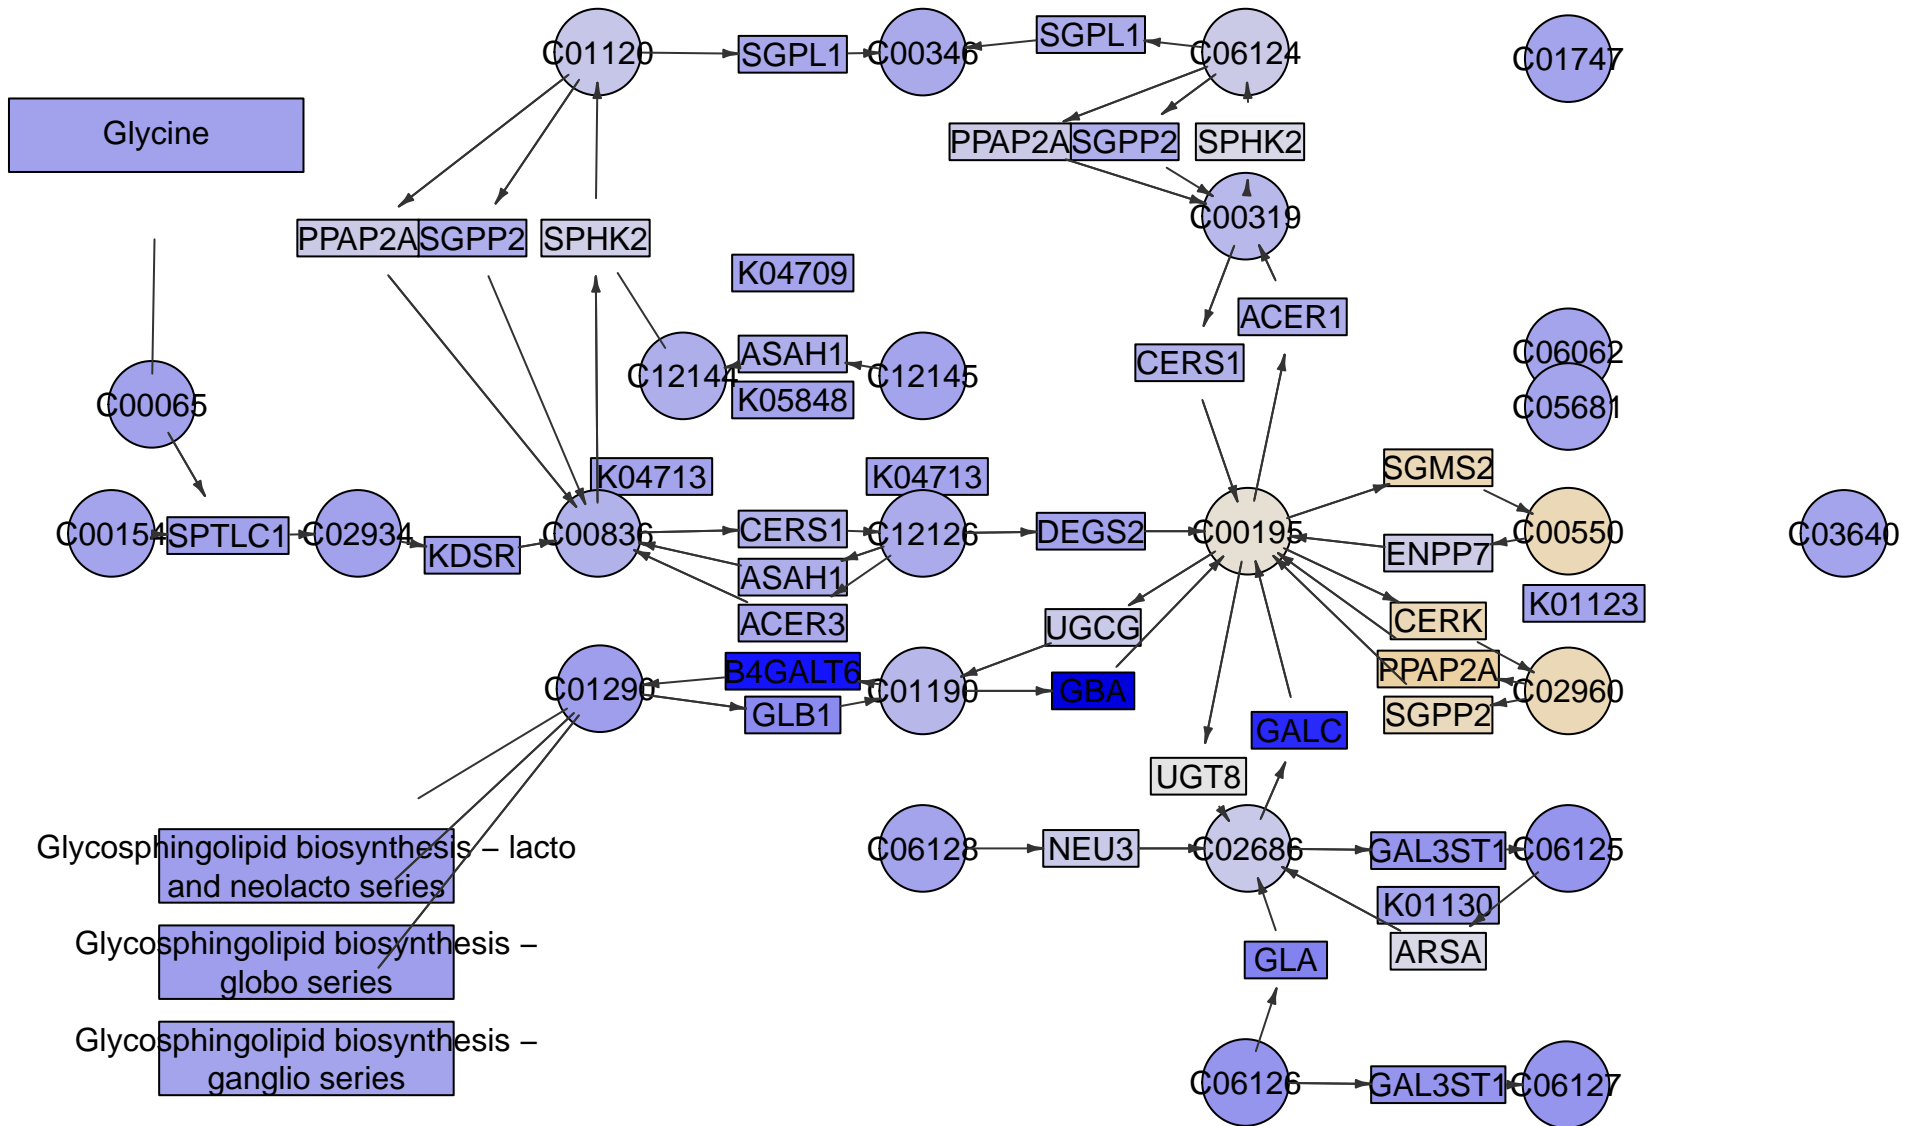 C01120
SGPL1
C00346
SGPL1
C06124
C01747
Glycine
PPAP2A
SGPP2
SPHK2
PPAP2A
SGPP2
SPHK2
C00319
K04709
ACER1
C12144
ASAH1
C12145
CERS1
C06062
K05848
C00065
C05681
K04713
K04713
SGMS2
C00154
SPTLC1
C02934
KDSR
C00836
CERS1
C12126
DEGS2
C00195
C00550
ENPP7
C03640
ASAH1
ACER3
UGCG
CERK
K01123
C01290
B4GALT6
C01190
GBA
PPAP2A
C02960
GLB1
SGPP2
GALC
UGT8
Glycosphingolipid biosynthesis – lacto
and neolacto series
C06128
NEU3
C02686
GAL3ST1
C06125
K01130
Glycosphingolipid biosynthesis –
globo series
GLA
ARSA
Glycosphingolipid biosynthesis –
ganglio series
C06126
GAL3ST1
C06127